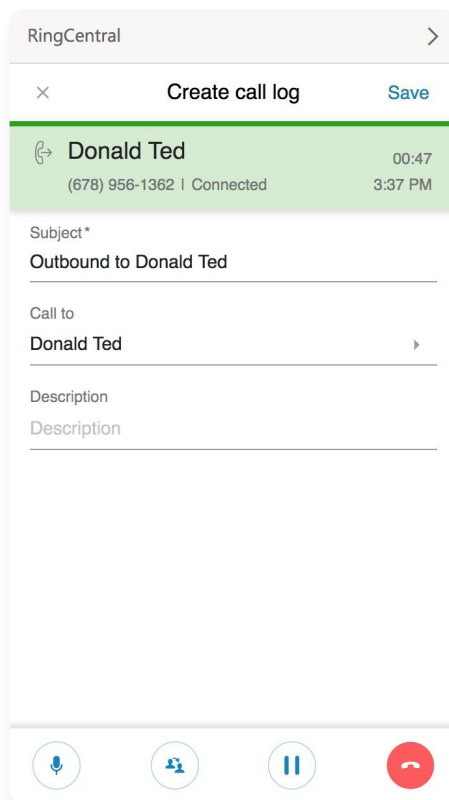 RingCentral
Create call log
Save
Donald Ted
00:47
(678) 956-1362 | Connected
3:37 PM
Subject*
Outbound to Donald Ted
Call to
Donald Ted
Description
Description